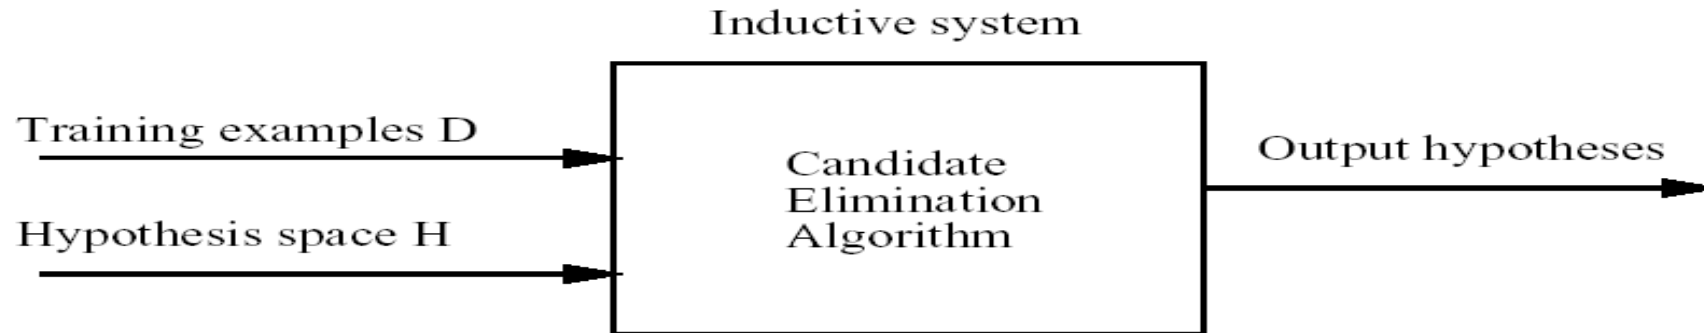 Inductive system
Training examples D
Hypothesis space H
Candidate
Elimination
Algorithm
Output hypotheses